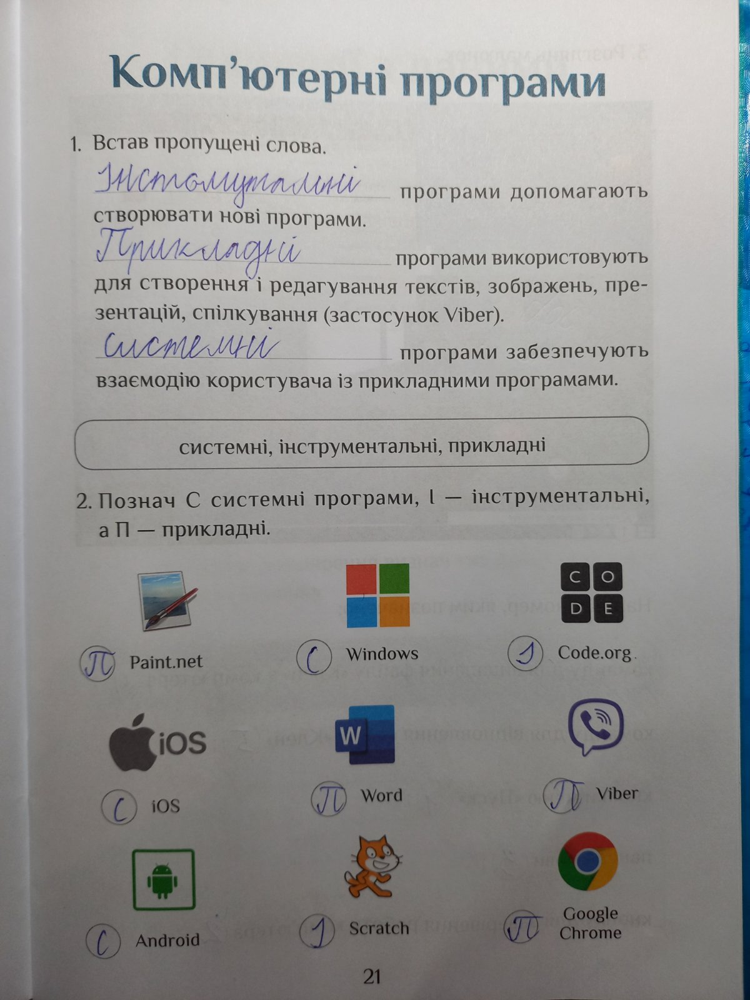 Комп’ютерні програми
1. Встав пропущені слова.
програми допомагають
створювати нові програми.
Прикладні програми використовують
для створення і редагування текстів, зображень, пре-
зентацій, спілкування (застосунок Viber).
системні програми забезпечують
взаємодію користувача із прикладними програмами.
системні, інструментальні, прикладні
2. Познач С системні програми, І — інструментальні,
а П — прикладні.
C O
D E
П Paint.net С Windows І Code.org
iOS W
С iOS П Word П Viber
С Android І Scratch П Google
Chrome
21